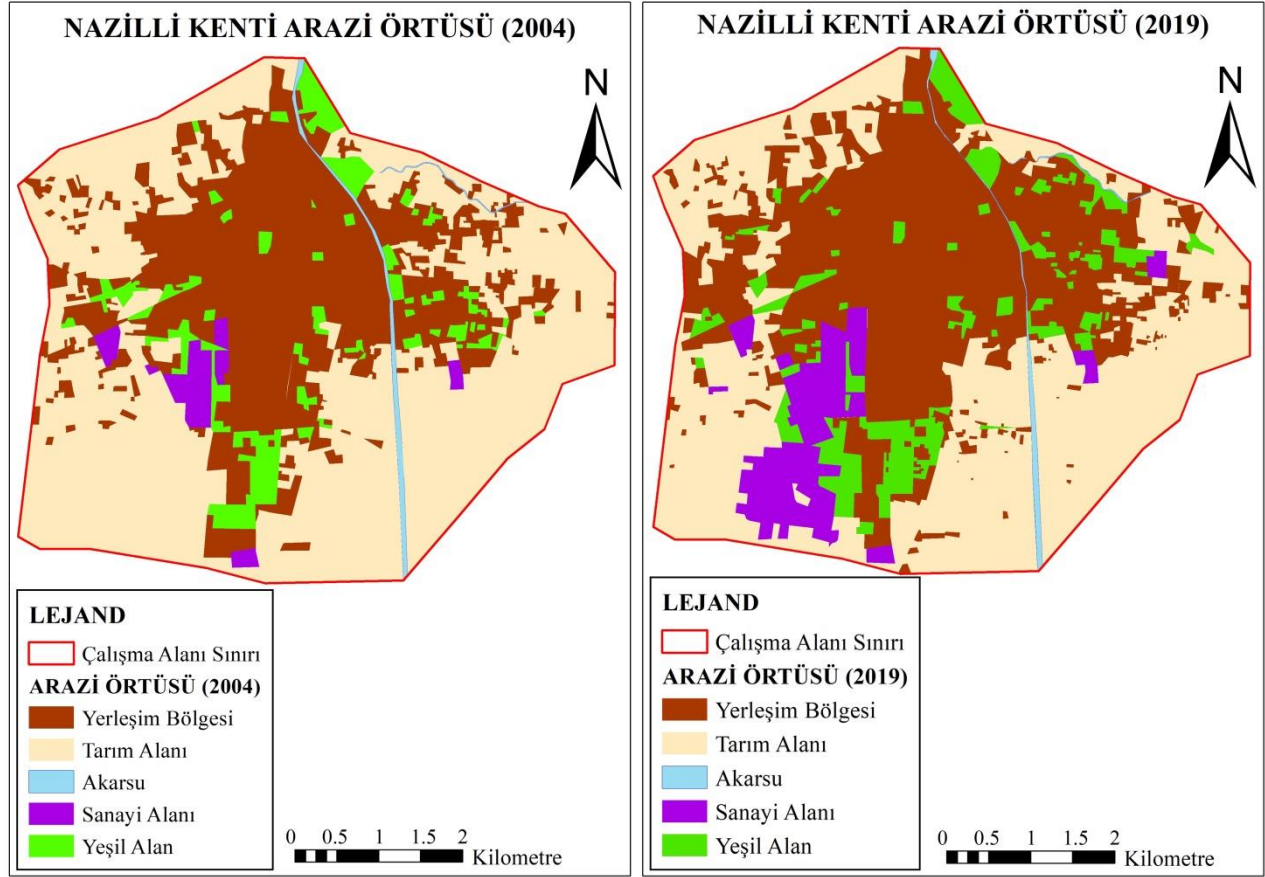 NAZİLLİ KENTİ ARAZİ ÖRTÜSÜ (2004)
N
LEJAND
Çalışma Alanı Sınırı
ARAZİ ÖRTÜSÜ (2004)
Yerleşim Bölgesi
Tarım Alanı
Akarsu
Sanayi Alanı
Yeşil Alan
0 0.5 1 1.5 2
Kilometre
NAZİLLİ KENTİ ARAZİ ÖRTÜSÜ (2019)
N
LEJAND
Çalışma Alanı Sınırı
ARAZİ ÖRTÜSÜ (2019)
Yerleşim Bölgesi
Tarım Alanı
Akarsu
Sanayi Alanı
Yeşil Alan
0 0.5 1 1.5 2
Kilometre